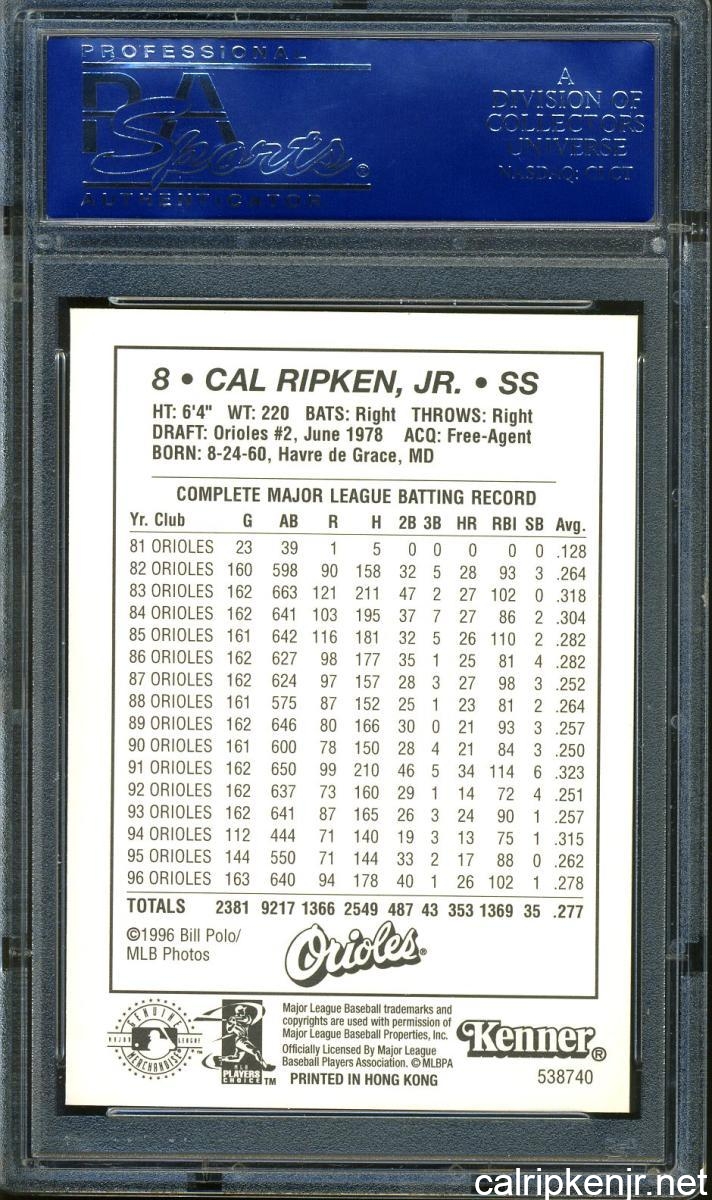 PROFESSIONAL
PSA
Sports®
AUTHENTICATOR
A
DIVISION OF
COLLECTORS
UNIVERSE
NASDAQ: CLCT
8 • CAL RIPKEN, JR. • SS
HT: 6'4" WT: 220 BATS: Right THROWS: Right
DRAFT: Orioles #2, June 1978 ACQ: Free-Agent
BORN: 8-24-60, Havre de Grace, MD
COMPLETE MAJOR LEAGUE BATTING RECORD
Yr. Club G AB R H 2B 3B HR RBI SB Avg.
81 ORIOLES 23 39 1 5 0 0 0 0 0 .128
82 ORIOLES 160 598 90 158 32 5 28 93 3 .264
83 ORIOLES 162 663 121 211 47 2 27 102 0 .318
84 ORIOLES 162 641 103 195 37 7 27 86 2 .304
85 ORIOLES 161 642 116 181 32 5 26 110 2 .282
86 ORIOLES 162 627 98 177 35 1 25 81 4 .282
87 ORIOLES 162 624 97 157 28 3 27 98 3 .252
88 ORIOLES 161 575 87 152 25 1 23 81 2 .264
89 ORIOLES 162 646 80 166 30 0 21 93 3 .257
90 ORIOLES 161 600 78 150 28 4 21 84 3 .250
91 ORIOLES 162 650 99 210 46 5 34 114 6 .323
92 ORIOLES 162 637 73 160 29 1 14 72 4 .251
93 ORIOLES 162 641 87 165 26 3 24 90 1 .257
94 ORIOLES 112 444 71 140 19 3 13 75 1 .315
95 ORIOLES 144 550 71 144 33 2 17 88 0 .262
96 ORIOLES 163 640 94 178 40 1 26 102 1 .278
TOTALS 2381 9217 1366 2549 487 43 353 1369 35 .277
©1996 Bill Polo/
MLB Photos
Orioles®
GENUINE
MAJOR LEAGUE
MERCHANDISE™
MLB
PLAYERS
CHOICE™
Major League Baseball trademarks and
copyrights are used with permission of
Major League Baseball Properties, Inc.
Officially Licensed By Major League
Baseball Players Association. ©MLBPA
PRINTED IN HONG KONG
Kenner®
538740
calripkenjr.net